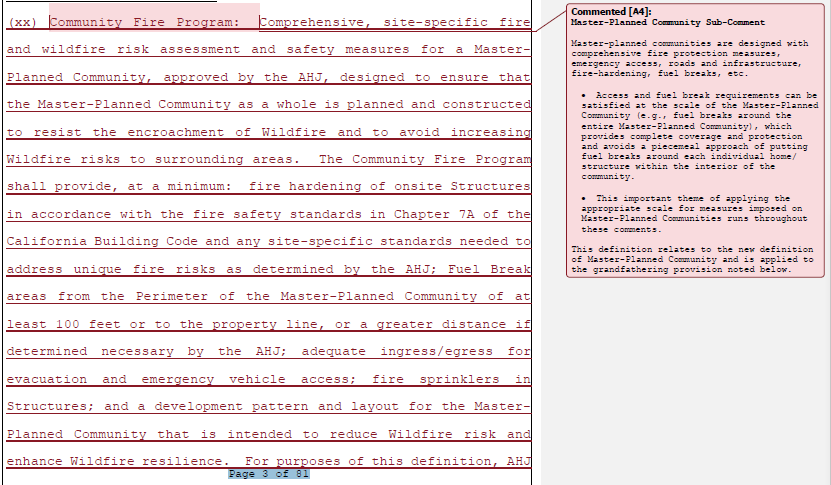 (xx) Community Fire Program: Comprehensive, site-specific fire
and wildfire risk assessment and safety measures for a Master-
Planned Community, approved by the AHJ, designed to ensure that
the Master-Planned Community as a whole is planned and constructed
to resist the encroachment of Wildfire and to avoid increasing
Wildfire risks to surrounding areas. The Community Fire Program
shall provide, at a minimum: fire hardening of onsite Structures
in accordance with the fire safety standards in Chapter 7A of the
California Building Code and any site-specific standards needed to
address unique fire risks as determined by the AHJ; Fuel Break
areas from the Perimeter of the Master-Planned Community of at
least 100 feet or to the property line, or a greater distance if
determined necessary by the AHJ; adequate ingress/egress for
evacuation and emergency vehicle access; fire sprinklers in
Structures; and a development pattern and layout for the Master-
Planned Community that is intended to reduce Wildfire risk and
enhance Wildfire resilience. For purposes of this definition, AHJ
Page 3 of 81
Commented [A4]:
Master-Planned Community Sub-Comment
Master-planned communities are designed with
comprehensive fire protection measures,
emergency access, roads and infrastructure,
fire-hardening, fuel breaks, etc.
• Access and fuel break requirements can be
satisfied at the scale of the Master-Planned
Community (e.g., fuel breaks around the
entire Master-Planned Community), which
provides complete coverage and protection
and avoids a piecemeal approach of putting
fuel breaks around each individual home/
structure within the interior of the
community.
• This important theme of applying the
appropriate scale for measures imposed on
Master-Planned Communities runs throughout
these comments.
This definition relates to the new definition
of Master-Planned Community and is applied to
the grandfathering provision noted below.